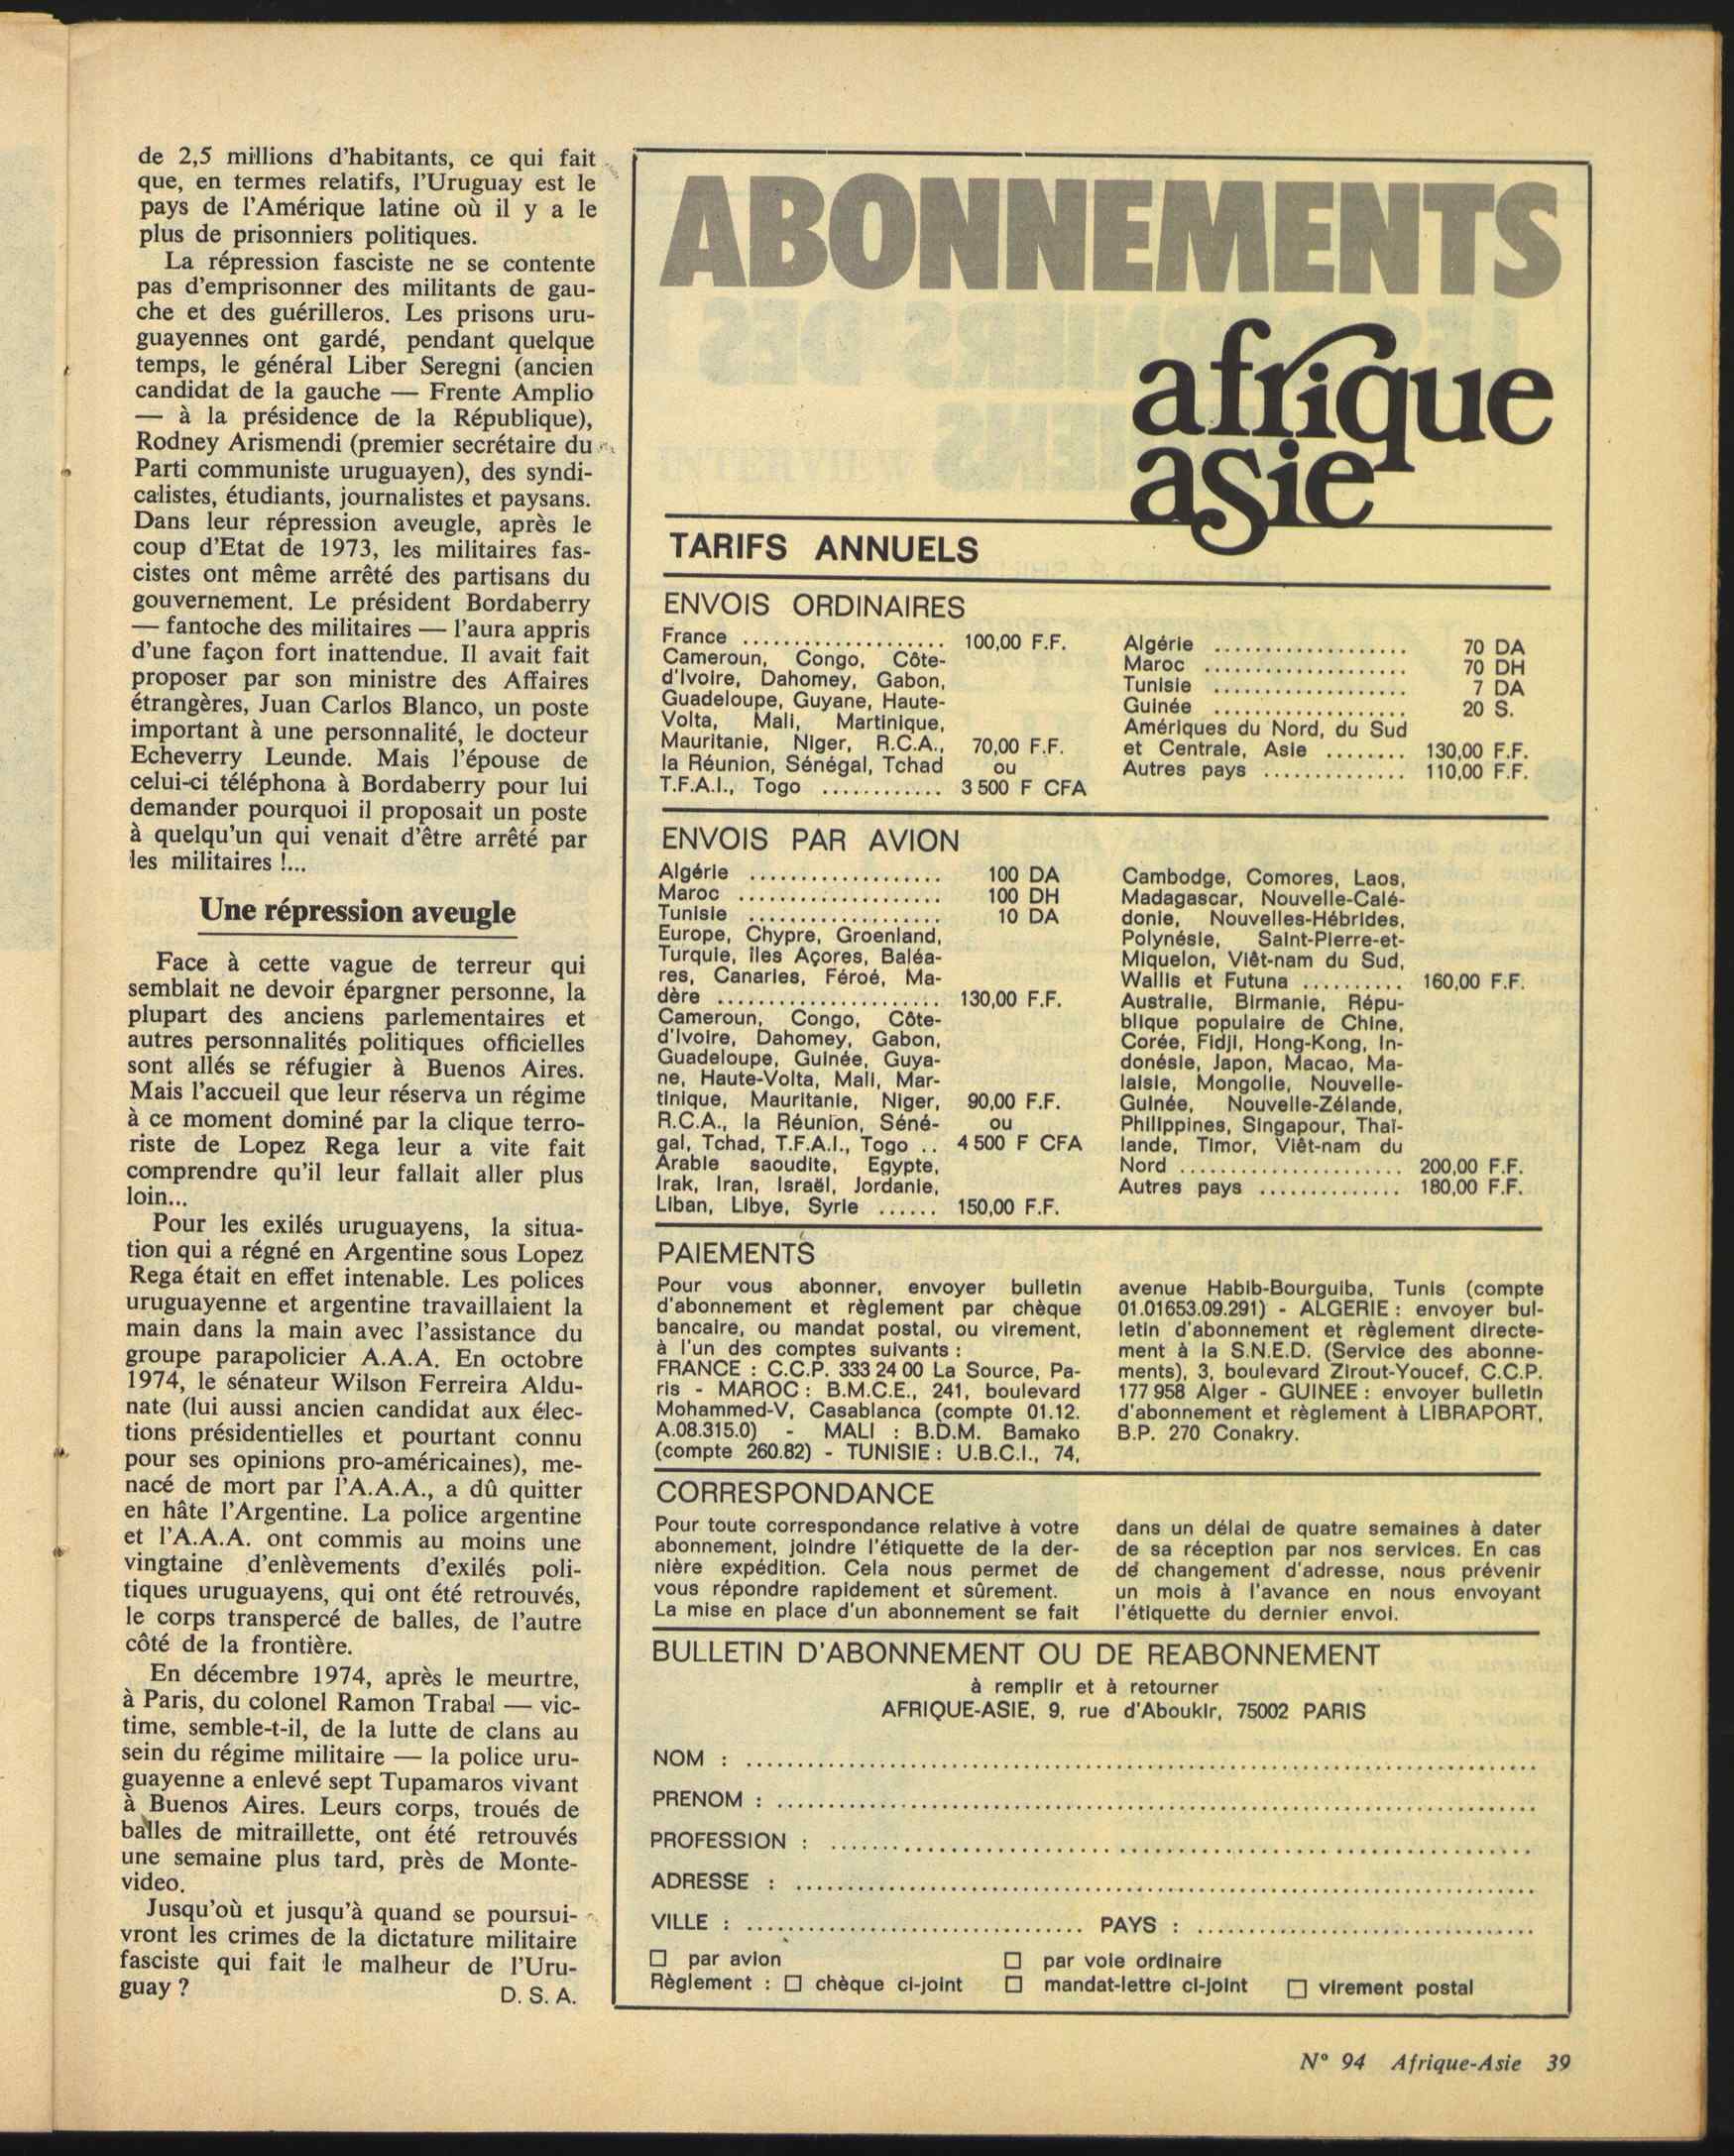 de 2,5 millions d'habitants, ce qui fait
que, en termes relatifs, l'Uruguay est le
pays de l'Amérique latine où il y a le
plus de prisonniers politiques.
La répression fasciste ne se contente
pas d'emprisonner des militants de gau-
che et des guérilleros. Les prisons uru-
guayennes ont gardé, pendant quelque
temps, le général Liber Seregni (ancien
candidat de la gauche — Frente Amplio
— à la présidence de la République),
Rodney Arismendi (premier secrétaire du
Parti communiste uruguayen), des syndi-
calistes, étudiants, journalistes et paysans.
Dans leur répression aveugle, après le
coup d'Etat de 1973, les militaires fas-
cistes ont même arrêté des partisans du
gouvernement. Le président Bordaberry
— fantoche des militaires — l'aura appris
d'une façon fort inattendue. Il avait fait
proposer par son ministre des Affaires
étrangères, Juan Carlos Blanco, un poste
important à une personnalité, le docteur
Echeverry Leunde. Mais l'épouse de
celui-ci téléphona à Bordaberry pour lui
demander pourquoi il proposait un poste
à quelqu'un qui venait d'être arrêté par
les militaires !...
Une répression aveugle
Face à cette vague de terreur qui
semblait ne devoir épargner personne, la
plupart des anciens parlementaires et
autres personnalités politiques officielles
sont allés se réfugier à Buenos Aires.
Mais l'accueil que leur réserva un régime
à ce moment dominé par la clique terro-
riste de Lopez Rega leur a vite fait
comprendre qu'il leur fallait aller plus
loin...
Pour les exilés uruguayens, la situa-
tion qui a régné en Argentine sous Lopez
Rega était en effet intenable. Les polices
uruguayenne et argentine travaillaient la
main dans la main avec l'assistance du
groupe parapolicier A.A.A. En octobre
1974, le sénateur Wilson Ferreira Aldu-
nate (lui aussi ancien candidat aux élec-
tions présidentielles et pourtant connu
pour ses opinions pro-américaines), me-
nacé de mort par l'A.A.A., a dû quitter
en hâte l'Argentine. La police argentine
et l'A.A.A. ont commis au moins une
vingtaine d'enlèvements d'exilés poli-
tiques uruguayens, qui ont été retrouvés,
le corps transpercé de balles, de l'autre
côté de la frontière.
En décembre 1974, après le meurtre,
à Paris, du colonel Ramon Trabal — vic-
time, semble-t-il, de la lutte de clans au
sein du régime militaire — la police uru-
guayenne a enlevé sept Tupamaros vivant
à Buenos Aires. Leurs corps, troués de
balles de mitraillette, ont été retrouvés
une semaine plus tard, près de Monte-
video.
Jusqu'où et jusqu'à quand se poursui-
vront les crimes de la dictature militaire
fasciste qui fait le malheur de l'Uru-
guay ?
D. S. A.
ABONNEMENTS
afrique
asie
TARIFS ANNUELS
ENVOIS ORDINAIRES
France .................... 100,00 F.F.
Cameroun, Congo, Côte-
d'Ivoire, Dahomey, Gabon,
Guadeloupe, Guyane, Haute-
Volta, Mali, Martinique,
Mauritanie, Niger, R.C.A., 70,00 F.F.
la Réunion, Sénégal, Tchad ou
T.F.A.I., Togo ............ 3 500 F CFA
Algérie ................... 70 DA
Maroc .................... 70 DH
Tunisie ................... 7 DA
Guinée ................... 20 S.
Amériques du Nord, du Sud
et Centrale, Asie ........ 130,00 F.F.
Autres pays .............. 110,00 F.F.
ENVOIS PAR AVION
Algérie ................... 100 DA
Maroc .................... 100 DH
Tunisie ................... 10 DA
Europe, Chypre, Groenland,
Turquie, îles Açores, Baléa-
res, Canaries, Féroé, Ma-
dère ...................... 130,00 F.F.
Cameroun, Congo, Côte-
d'Ivoire, Dahomey, Gabon,
Guadeloupe, Guinée, Guya-
ne, Haute-Volta, Mali, Mar-
tinique, Mauritanie, Niger, 90,00 F.F.
R.C.A., la Réunion, Séné- ou
gal, Tchad, T.F.A.I., Togo .. 4 500 F CFA
Arabie saoudite, Egypte,
Irak, Iran, Israël, Jordanie,
Liban, Libye, Syrie ...... 150,00 F.F.
Cambodge, Comores, Laos,
Madagascar, Nouvelle-Calé-
donie, Nouvelles-Hébrides,
Polynésie, Saint-Pierre-et-
Miquelon, Viêt-nam du Sud,
Wallis et Futuna .......... 160,00 F.F.
Australie, Birmanie, Répu-
blique populaire de Chine,
Corée, Fidji, Hong-Kong, In-
donésie, Japon, Macao, Ma-
laisie, Mongolie, Nouvelle-
Guinée, Nouvelle-Zélande,
Philippines, Singapour, Thaï-
lande, Timor, Viêt-nam du
Nord ...................... 200,00 F.F.
Autres pays .............. 180,00 F.F.
PAIEMENTS
Pour vous abonner, envoyer bulletin
d'abonnement et règlement par chèque
bancaire, ou mandat postal, ou virement,
à l'un des comptes suivants :
FRANCE : C.C.P. 333 24 00 La Source, Pa-
ris - MAROC : B.M.C.E., 241, boulevard
Mohammed-V, Casablanca (compte 01.12.
A.08.315.0) - MALI : B.D.M. Bamako
(compte 260.82) - TUNISIE : U.B.C.I., 74,
avenue Habib-Bourguiba, Tunis (compte
01.01653.09.291) - ALGERIE : envoyer bul-
letin d'abonnement et règlement directe-
ment à la S.N.E.D. (Service des abonne-
ments), 3, boulevard Zirout-Youcef, C.C.P.
177 958 Alger - GUINEE : envoyer bulletin
d'abonnement et règlement à LIBRAPORT,
B.P. 270 Conakry.
CORRESPONDANCE
Pour toute correspondance relative à votre
abonnement, joindre l'étiquette de la der-
nière expédition. Cela nous permet de
vous répondre rapidement et sûrement.
La mise en place d'un abonnement se fait
dans un délai de quatre semaines à dater
de sa réception par nos services. En cas
de changement d'adresse, nous prévenir
un mois à l'avance en nous envoyant
l'étiquette du dernier envoi.
BULLETIN D'ABONNEMENT OU DE REABONNEMENT
à remplir et à retourner
AFRIQUE-ASIE, 9, rue d'Aboukir, 75002 PARIS
NOM : ..............................
PRENOM : ..............................
PROFESSION : ..............................
ADRESSE : ..............................
VILLE : .............................. PAYS : ..............................
□ par avion □ par voie ordinaire
Règlement : □ chèque ci-joint □ mandat-lettre ci-joint □ virement postal
N° 94 Afrique-Asie 39